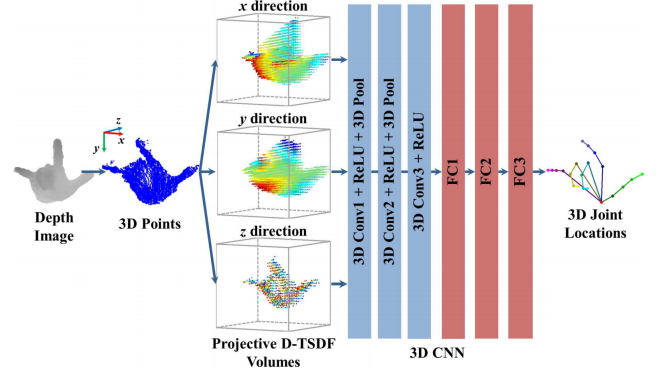 x direction
y direction
z direction
z
x
y
Depth
Image
3D Points
Projective D-TSDF
Volumes
3D Conv1 + ReLU + 3D Pool
3D Conv2 + ReLU + 3D Pool
3D Conv3 + ReLU
FC1
FC2
FC3
3D CNN
3D Joint
Locations